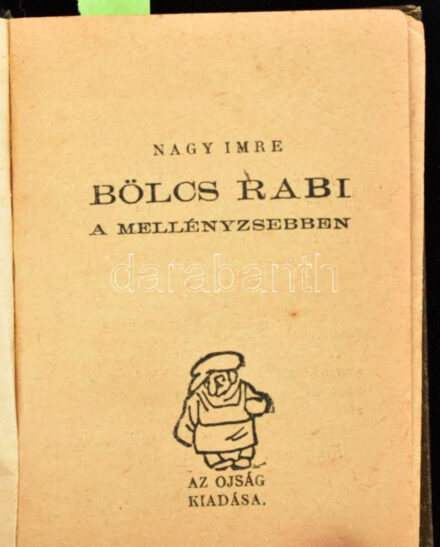 NAGY IMRE
BÖLCS RABI
A MELLÉNYZSEBBEN
darabanth
AZ OJSÁG
KIADÁSA.